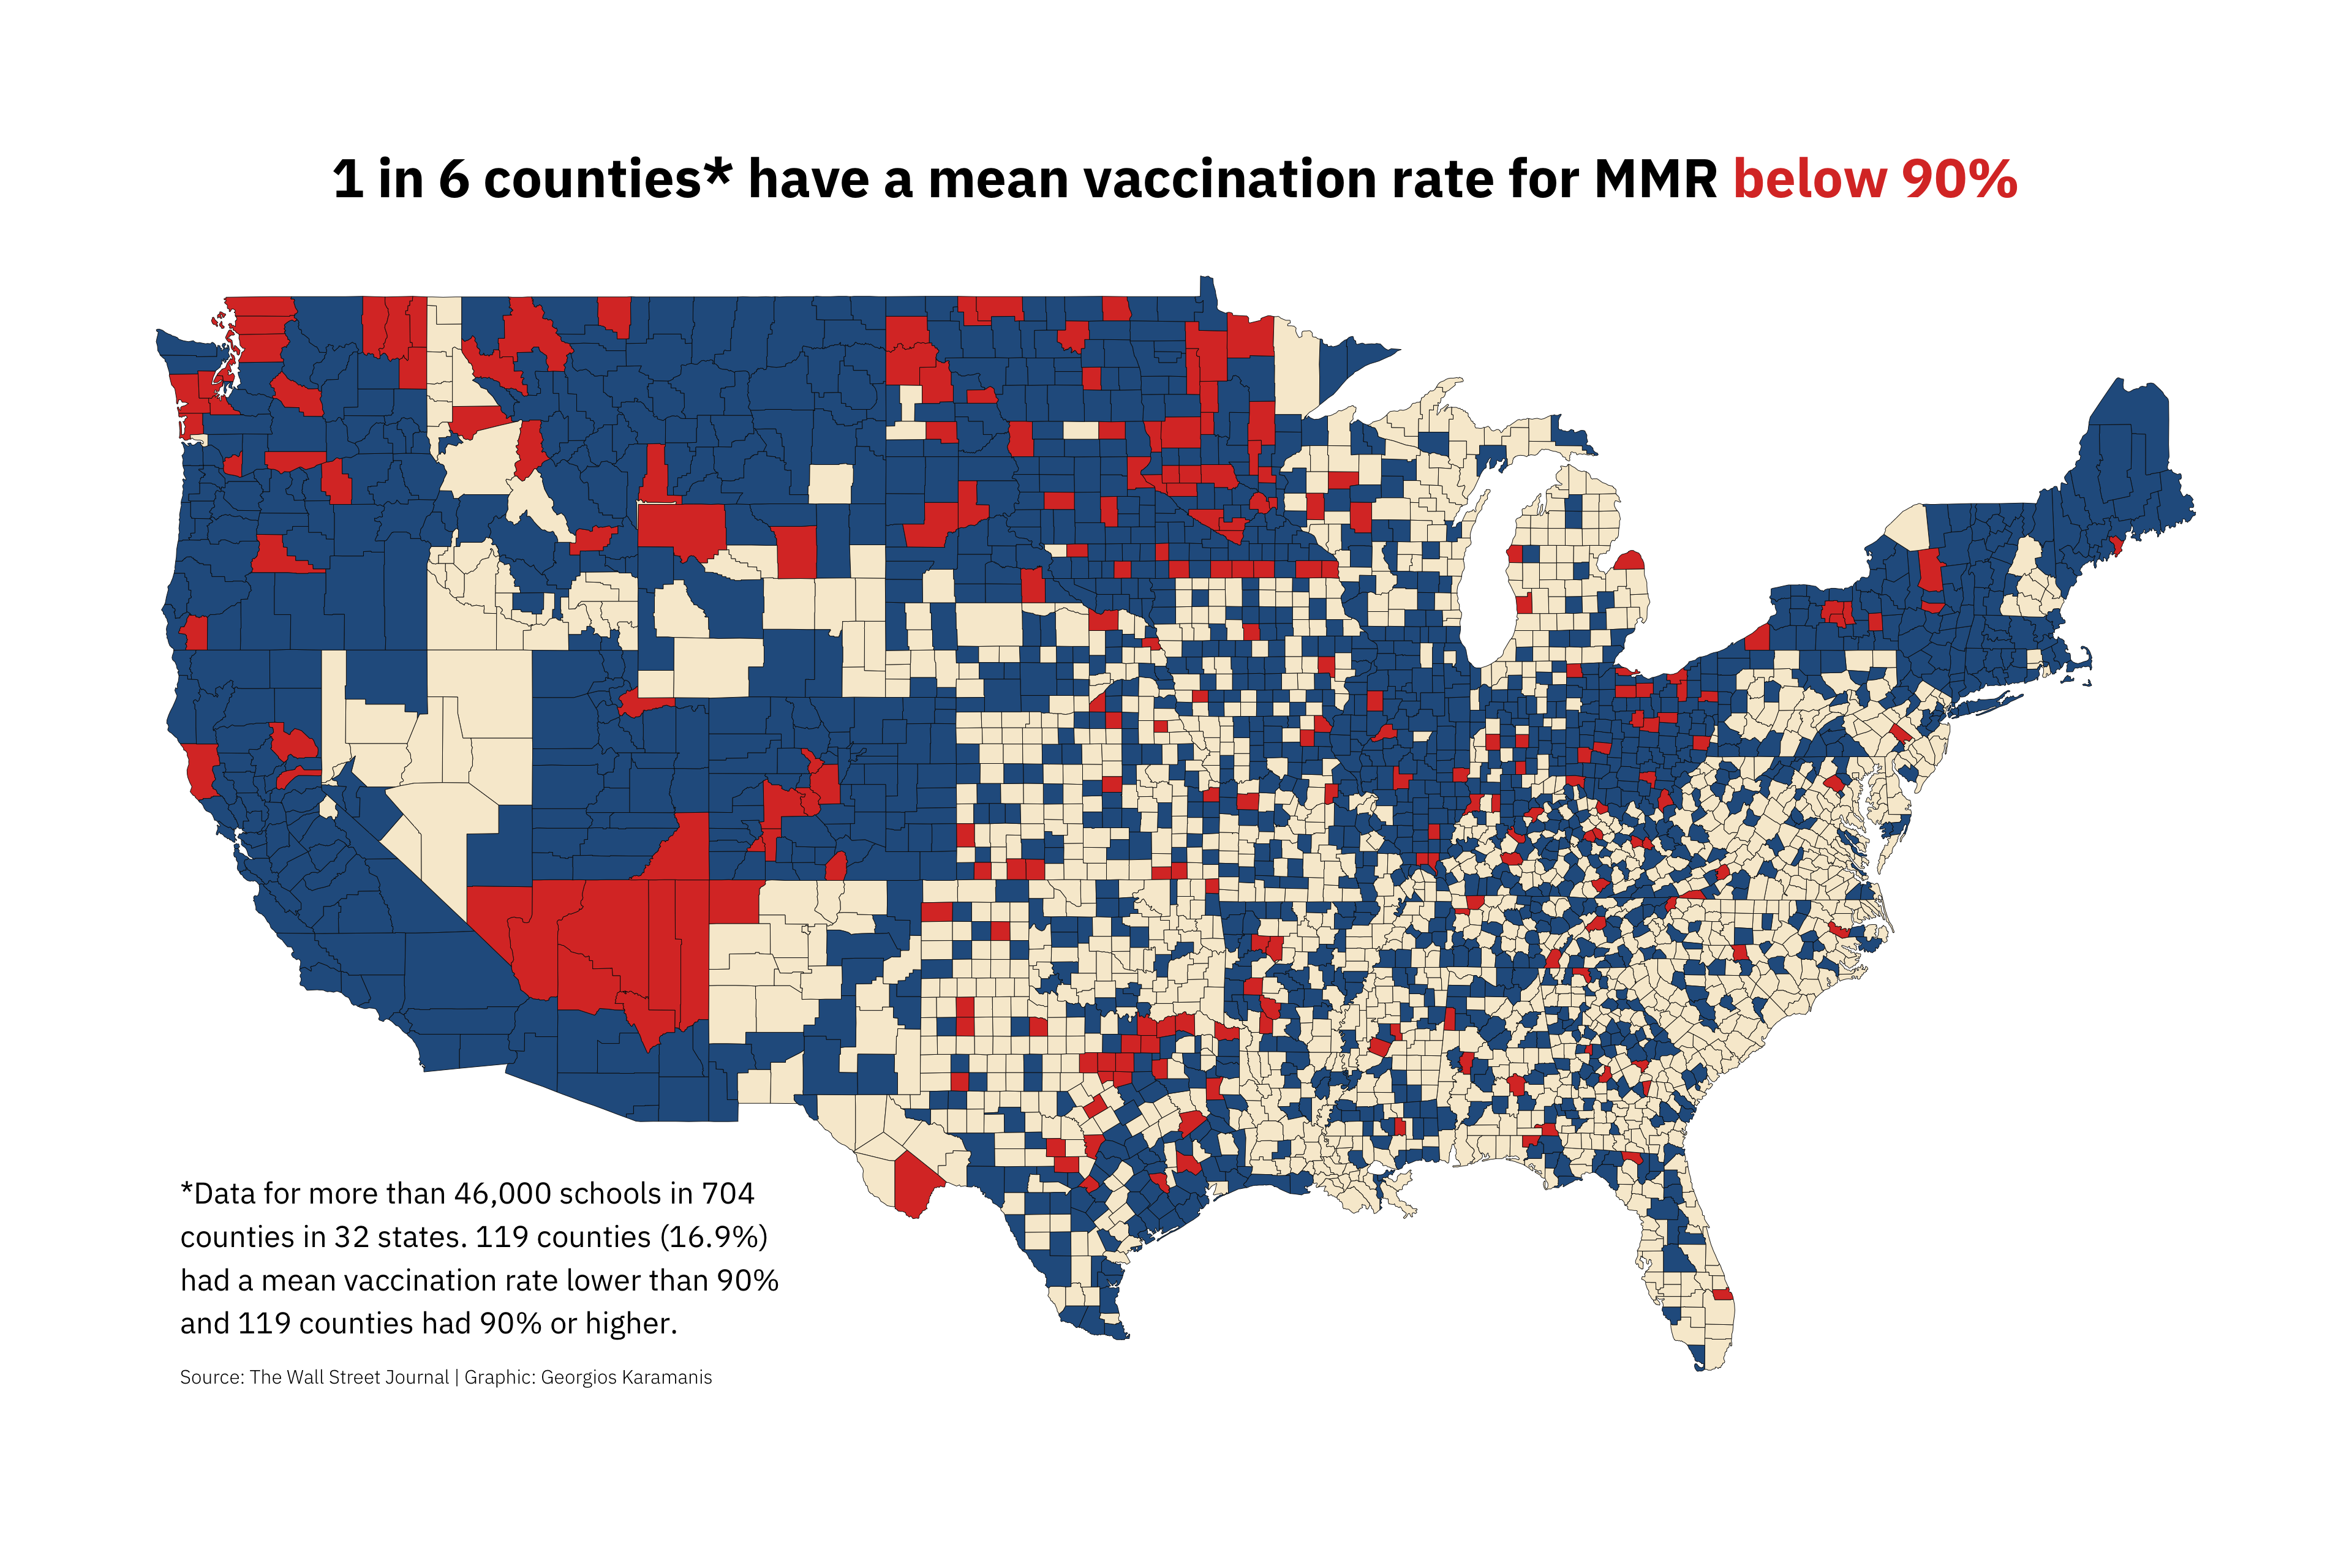 1 in 6 counties* have a mean vaccination rate for MMR below 90%
*Data for more than 46,000 schools in 704
counties in 32 states. 119 counties (16.9%)
had a mean vaccination rate lower than 90%
and 119 counties had 90% or higher.
Source: The Wall Street Journal | Graphic: Georgios Karamanis